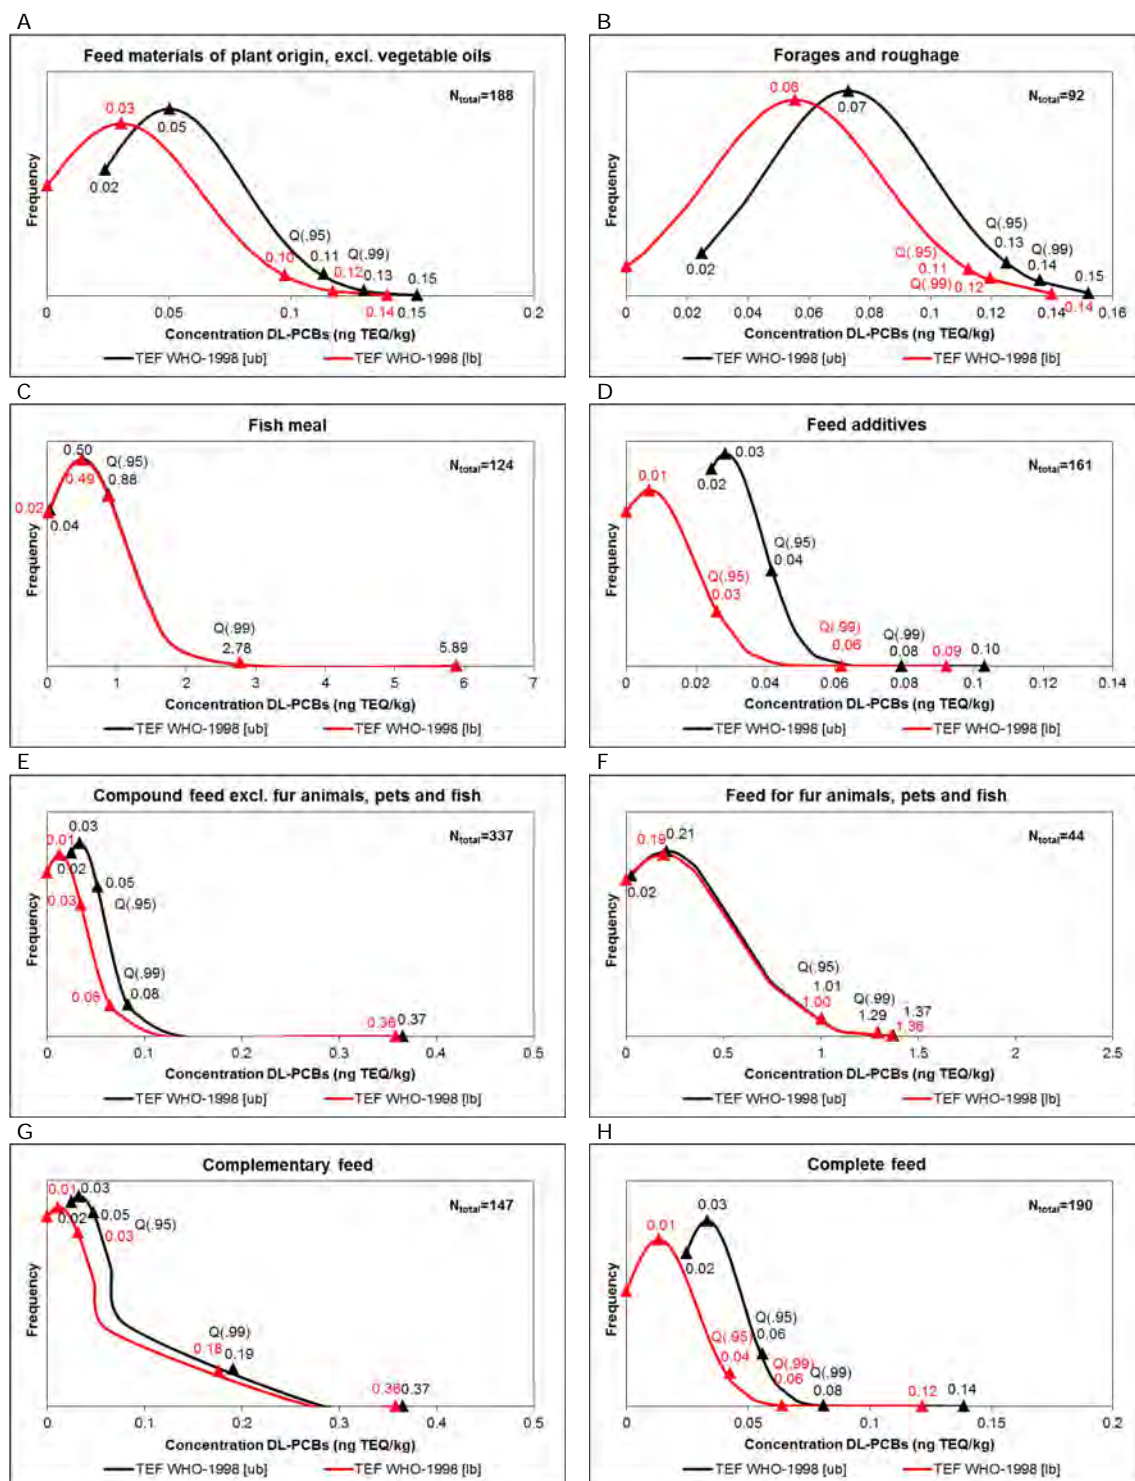 A
Feed materials of plant origin, excl. vegetable oils
N_total=188
Frequency
0.03
0.05
0.02
Q(.95)
0.10 0.11
Q(.99)
0.12 0.13 0.15
0.14
0 0.05 0.1 0.15 0.2
Concentration DL-PCBs (ng TEQ/kg)
TEF WHO-1998 [ub] TEF WHO-1998 [lb]
B
Forages and roughage
N_total=92
Frequency
0.06
0.07
0.02
Q(.95)
0.13
Q(.95)
0.11
Q(.99)
0.14
Q(.99) 0.12
0.15
0.14
0 0.02 0.04 0.06 0.08 0.1 0.12 0.14 0.16
Concentration DL-PCBs (ng TEQ/kg)
TEF WHO-1998 [ub] TEF WHO-1998 [lb]
C
Fish meal
N_total=124
Frequency
0.50
0.49
Q(.95)
0.88
0.02
0.04
Q(.99)
2.78
5.89
0 1 2 3 4 5 6 7
Concentration DL-PCBs (ng TEQ/kg)
TEF WHO-1998 [ub] TEF WHO-1998 [lb]
D
Feed additives
N_total=161
Frequency
0.03
0.02
0.01
Q(.95)
0.04
Q(.95)
0.03
Q(.99)
0.06
Q(.99)
0.08
0.09 0.10
0 0.02 0.04 0.06 0.08 0.1 0.12 0.14
Concentration DL-PCBs (ng TEQ/kg)
TEF WHO-1998 [ub] TEF WHO-1998 [lb]
E
Compound feed excl. fur animals, pets and fish
N_total=337
Frequency
0.03
0.01
0.02
0.05
0.03 Q(.95)
Q(.99)
0.06 0.08
0.36 0.37
0 0.1 0.2 0.3 0.4 0.5
Concentration DL-PCBs (ng TEQ/kg)
TEF WHO-1998 [ub] TEF WHO-1998 [lb]
F
Feed for fur animals, pets and fish
N_total=44
Frequency
0.19 0.21
0.02
Q(.95)
1.01
1.00
Q(.99)
1.29
1.37
1.36
0 0.5 1 1.5 2 2.5
Concentration DL-PCBs (ng TEQ/kg)
TEF WHO-1998 [ub] TEF WHO-1998 [lb]
G
Complementary feed
N_total=147
Frequency
0.01 0.03
0.02 0.05
0.03 Q(.95)
Q(.99)
0.18 0.19
0.36 0.37
0 0.1 0.2 0.3 0.4 0.5
Concentration DL-PCBs (ng TEQ/kg)
TEF WHO-1998 [ub] TEF WHO-1998 [lb]
H
Complete feed
N_total=190
Frequency
0.03
0.01
0.02
Q(.95)
0.06
Q(.95)
0.04
Q(.99)
0.06
Q(.99)
0.08
0.12 0.14
0 0.05 0.1 0.15 0.2
Concentration DL-PCBs (ng TEQ/kg)
TEF WHO-1998 [ub] TEF WHO-1998 [lb]